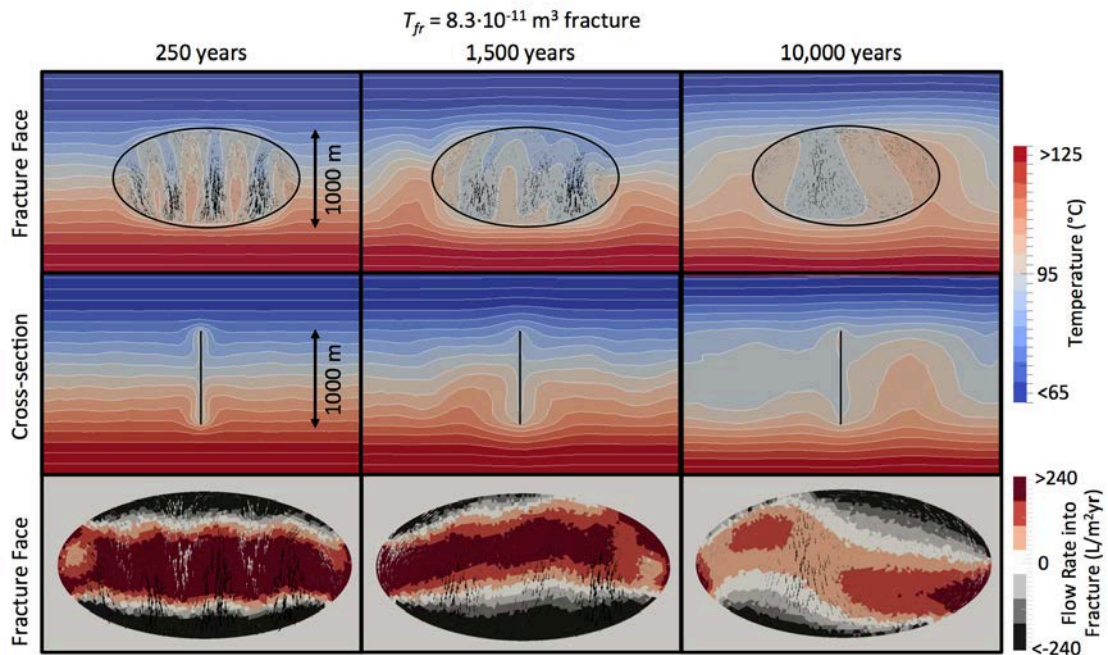 T_fr = 8.3·10⁻¹¹ m³ fracture
250 years
1,500 years
10,000 years
Fracture Face
1000 m
>125
95
<65
Temperature (°C)
Cross-section
1000 m
Fracture Face
>240
0
<-240
Flow Rate into
Fracture (L/m²yr)